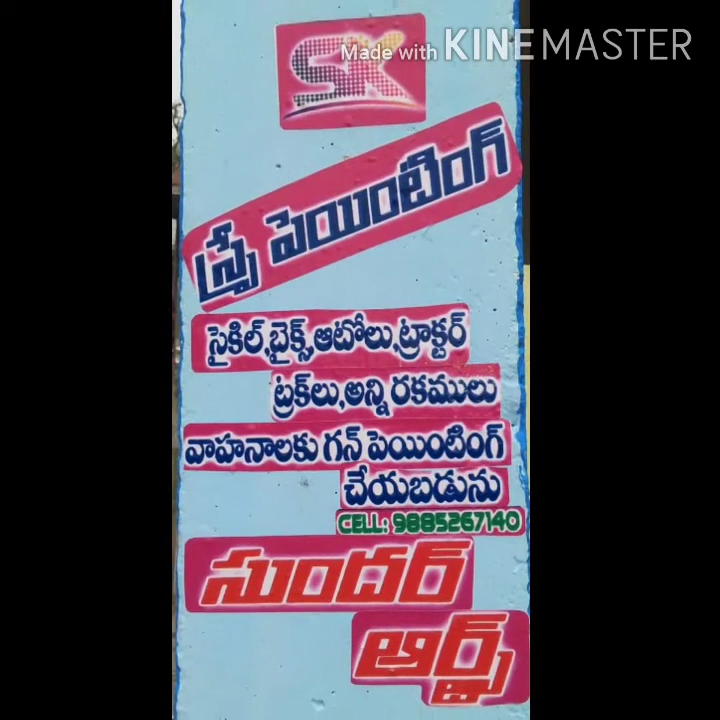 SK
Made with KINEMASTER
స్ప్రే పెయింటింగ్
సైకిల్,బైక్స్,ఆటోలు,ట్రాక్టర్
ట్రక్‌లు,అన్ని రకములు
వాహనాలకు గన్ పెయింటింగ్
చేయబడును
CELL: 9885267140
సుందర్
ఆర్ట్స్